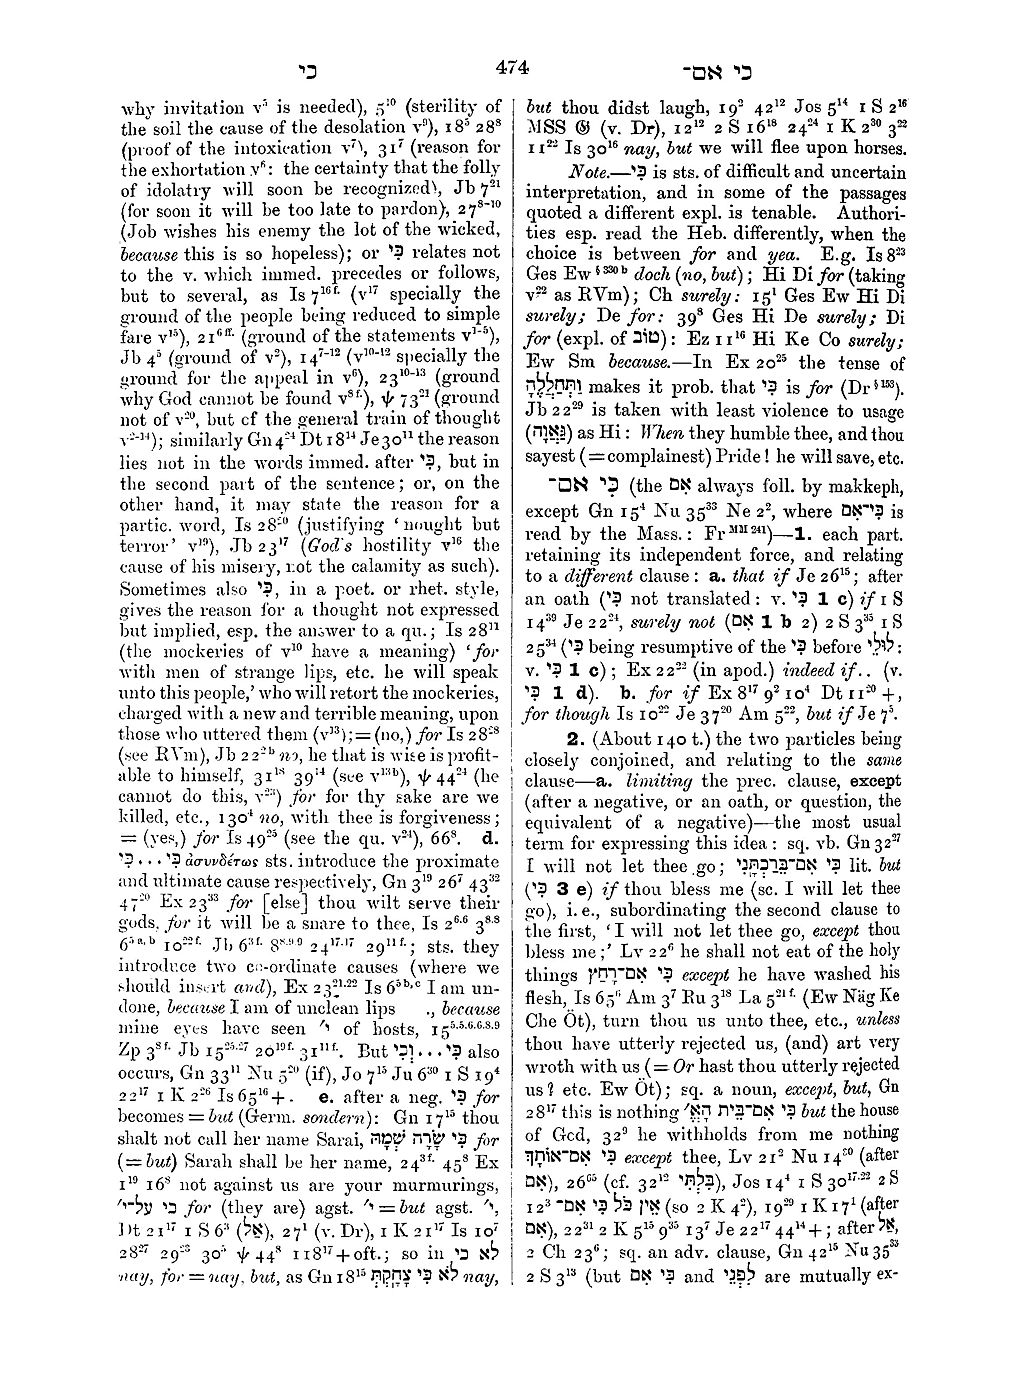 כי
474
כי אם־
why invitation v⁵ is needed), 5¹⁰ (sterility of
the soil the cause of the desolation v⁹), 18⁵ 28⁸
(proof of the intoxication v⁷), 31⁷ (reason for
the exhortation v⁶: the certainty that the folly
of idolatry will soon be recognized), Jb 7²¹
(for soon it will be too late to pardon), 27⁸⁻¹⁰
(Job wishes his enemy the lot of the wicked,
because this is so hopeless); or כִּי relates not
to the v. which immed. precedes or follows,
but to several, as Is 7¹⁶ᶠ· (v¹⁷ specially the
ground of the people being reduced to simple
fare v¹⁵), 21⁶ᶠᶠ· (ground of the statements v¹⁻⁵),
Jb 4⁵ (ground of v²), 14⁷⁻¹² (v¹⁰⁻¹² specially the
ground for the appeal in v⁶), 23¹⁰⁻¹³ (ground
why God cannot be found v⁸ᶠ·), ψ 73²¹ (ground
not of v²⁰, but cf the general train of thought
v²⁻¹⁴); similarly Gn 4²⁴ Dt 18¹⁴ Je 30¹¹ the reason
lies not in the words immed. after כִּי, but in
the second part of the sentence; or, on the
other hand, it may state the reason for a
partic. word, Is 28²⁰ (justifying ‘nought but
terror’ v¹⁹), Jb 23¹⁷ (God's hostility v¹⁶ the
cause of his misery, not the calamity as such).
Sometimes also כִּי, in a poet. or rhet. style,
gives the reason for a thought not expressed
but implied, esp. the answer to a qu.; Is 28¹¹
(the mockeries of v¹⁰ have a meaning) ‘for
with men of strange lips, etc. he will speak
unto this people,’ who will retort the mockeries,
charged with a new and terrible meaning, upon
those who uttered them (v¹³); = (no,) for Is 28²⁸
(see RVm), Jb 22²ᵇ no, he that is wise is profit-
able to himself, 31¹⁸ 39¹⁴ (see v¹³ᵇ), ψ 44²⁴ (he
cannot do this, v²³) for for thy sake are we
killed, etc., 130⁴ no, with thee is forgiveness;
= (yes,) for Is 49²⁵ (see the qu. v²⁴), 66⁸. d.
כִּי · · · כִּי ἀσυνδέτως sts. introduce the proximate
and ultimate cause respectively, Gn 3¹⁹ 26⁷ 43³²
47²⁰ Ex 23³³ for [else] thou wilt serve their
gods, for it will be a snare to thee, Is 2⁶·⁶ 3⁸·⁸
6⁵ᵃ,ᵇ 10²²ᶠ· Jb 6³ᶠ· 8⁸·⁹·⁹ 24¹⁷·¹⁷ 29¹¹ᶠ·; sts. they
introduce two co-ordinate causes (where we
should insert and), Ex 23²¹·²² Is 6⁵ᵇ,ᶜ I am un-
done, because I am of unclean lips ., because
mine eyes have seen י׳ of hosts, 15⁵·⁵·⁶·⁶·⁸·⁹
Zp 3⁸ᶠ· Jb 15²⁵·²⁷ 20¹⁹ᶠ· 31¹¹ᶠ·. But כִּי · · · וְכִי also
occurs, Gn 33¹¹ Nu 5²⁰ (if), Jo 7¹⁵ Ju 6³⁰ 1 S 19⁴
22¹⁷ 1 K 2²⁶ Is 65¹⁶ + . e. after a neg. כִּי for
becomes = but (Germ. sondern): Gn 17¹⁵ thou
shalt not call her name Sarai, כִּי שָׂרָה שְׁמָהּ for
(= but) Sarah shall be her name, 24³ᶠ· 45⁸ Ex
1¹⁹ 16⁸ not against us are your murmurings,
כִּי עַל־י׳ for (they are) agst. י׳ = but agst. י׳,
Dt 21¹⁷ 1 S 6³ (אַל), 27¹ (v. Dr), 1 K 21¹⁷ Is 10⁷
28²⁷ 29²³ 30⁵ ψ 44⁸ 118¹⁷ + oft.; so in לֹא כִי
nay, for = nay, but, as Gn 18¹⁵ לֹא כִּי צָחָקְתְּ nay,
but thou didst laugh, 19² 42¹² Jos 5¹⁴ 1 S 2¹⁶
MSS 𝔊 (v. Dr), 12¹² 2 S 16¹⁸ 24²⁴ 1 K 2³⁰ 3²²
11²² Is 30¹⁶ nay, but we will flee upon horses.
Note.—כִּי is sts. of difficult and uncertain
interpretation, and in some of the passages
quoted a different expl. is tenable. Authori-
ties esp. read the Heb. differently, when the
choice is between for and yea. E.g. Is 8²³
Ges Ew § ³³⁰ ᵇ doch (no, but); Hi Di for (taking
v²² as RVm); Ch surely: 15¹ Ges Ew Hi Di
surely; De for: 39⁸ Ges Hi De surely; Di
for (expl. of טוֹב): Ez 11¹⁶ Hi Ke Co surely;
Ew Sm because.—In Ex 20²⁵ the tense of
וַתְּחַלְלֶהָ makes it prob. that כִּי is for (Dr § ¹⁵³).
Jb 22²⁹ is taken with least violence to usage
(גֵּאָוָה) as Hi: When they humble thee, and thou
sayest (= complainest) Pride! he will save, etc.
כִּי אִם־ (the אִם always foll. by makkeph,
except Gn 15⁴ Nu 35³³ Ne 2², where כִּי־אִם is
read by the Mass.: Fr ᴹᴹ ²⁴¹)—1. each part.
retaining its independent force, and relating
to a different clause: a. that if Je 26¹⁵; after
an oath (כִּי not translated: v. כִּי 1 c) if 1 S
14³⁹ Je 22²⁴, surely not (אִם 1 b 2) 2 S 3³⁵ 1 S
25³⁴ (כִּי being resumptive of the כִּי before לוּלֵי:
v. כִּי 1 c); Ex 22²² (in apod.) indeed if.. (v.
כִּי 1 d). b. for if Ex 8¹⁷ 9² 10⁴ Dt 11²⁰ +,
for though Is 10²² Je 37²⁰ Am 5²², but if Je 7⁵.
2. (About 140 t.) the two particles being
closely conjoined, and relating to the same
clause—a. limiting the prec. clause, except
(after a negative, or an oath, or question, the
equivalent of a negative)—the most usual
term for expressing this idea: sq. vb. Gn 32²⁷
I will not let thee go; כִּי אִם־בֵּרַכְתָּנִי lit. but
(כִּי 3 e) if thou bless me (sc. I will let thee
go), i. e., subordinating the second clause to
the first, ‘I will not let thee go, except thou
bless me;’ Lv 22⁶ he shall not eat of the holy
things כִּי אִם־רָחַץ except he have washed his
flesh, Is 65⁶ Am 3⁷ Ru 3¹⁸ La 5²¹ᶠ· (Ew Näg Ke
Che Öt), turn thou us unto thee, etc., unless
thou have utterly rejected us, (and) art very
wroth with us (= Or hast thou utterly rejected
us? etc. Ew Öt); sq. a noun, except, but, Gn
28¹⁷ this is nothing כִּי אִם־בֵּית הָא׳ but the house
of God, 32⁹ he withholds from me nothing
כִּי אִם־אוֹתָךְ except thee, Lv 21² Nu 14³⁰ (after
אִם), 26⁶⁵ (cf. 32¹² בִּלְתִּי), Jos 14⁴ 1 S 30¹⁷·²² 2 S
12³ אֵין כֹּל כִּי אִם־ (so 2 K 4²), 19²⁹ 1 K 17¹ (after
אִם), 22³¹ 2 K 5¹⁵ 9³⁵ 13⁷ Je 22¹⁷ 44¹⁴ +; after אַל,
2 Ch 23⁶; sq. an adv. clause, Gn 42¹⁵ Nu 35³³
2 S 3¹³ (but כִּי אִם and לִפְנֵי are mutually ex-